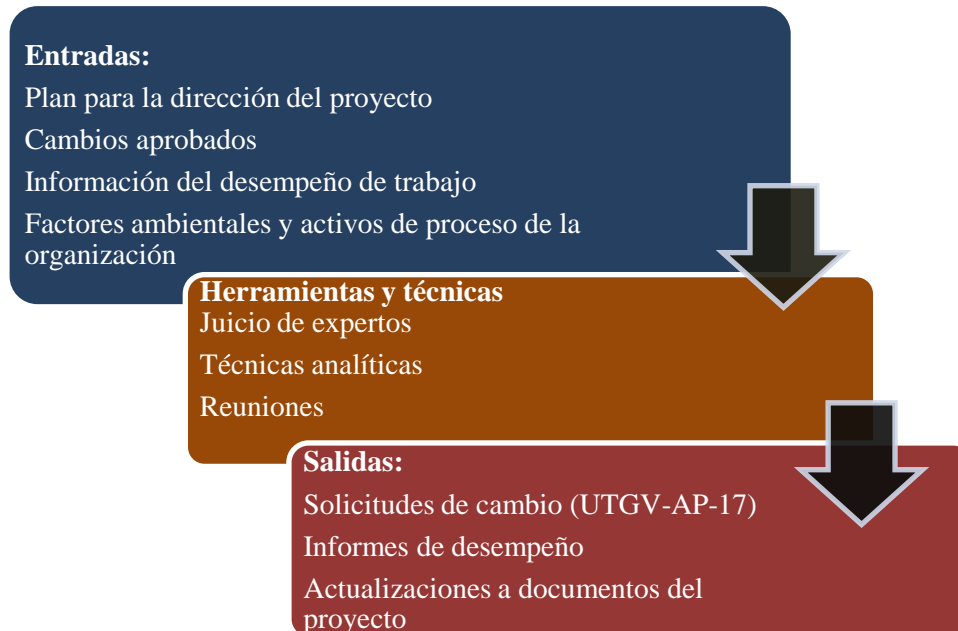 Entradas:
Plan para la dirección del proyecto
Cambios aprobados
Información del desempeño de trabajo
Factores ambientales y activos de proceso de la
organización
Herramientas y técnicas
Juicio de expertos
Técnicas analíticas
Reuniones
Salidas:
Solicitudes de cambio (UTGV-AP-17)
Informes de desempeño
Actualizaciones a documentos del
proyecto